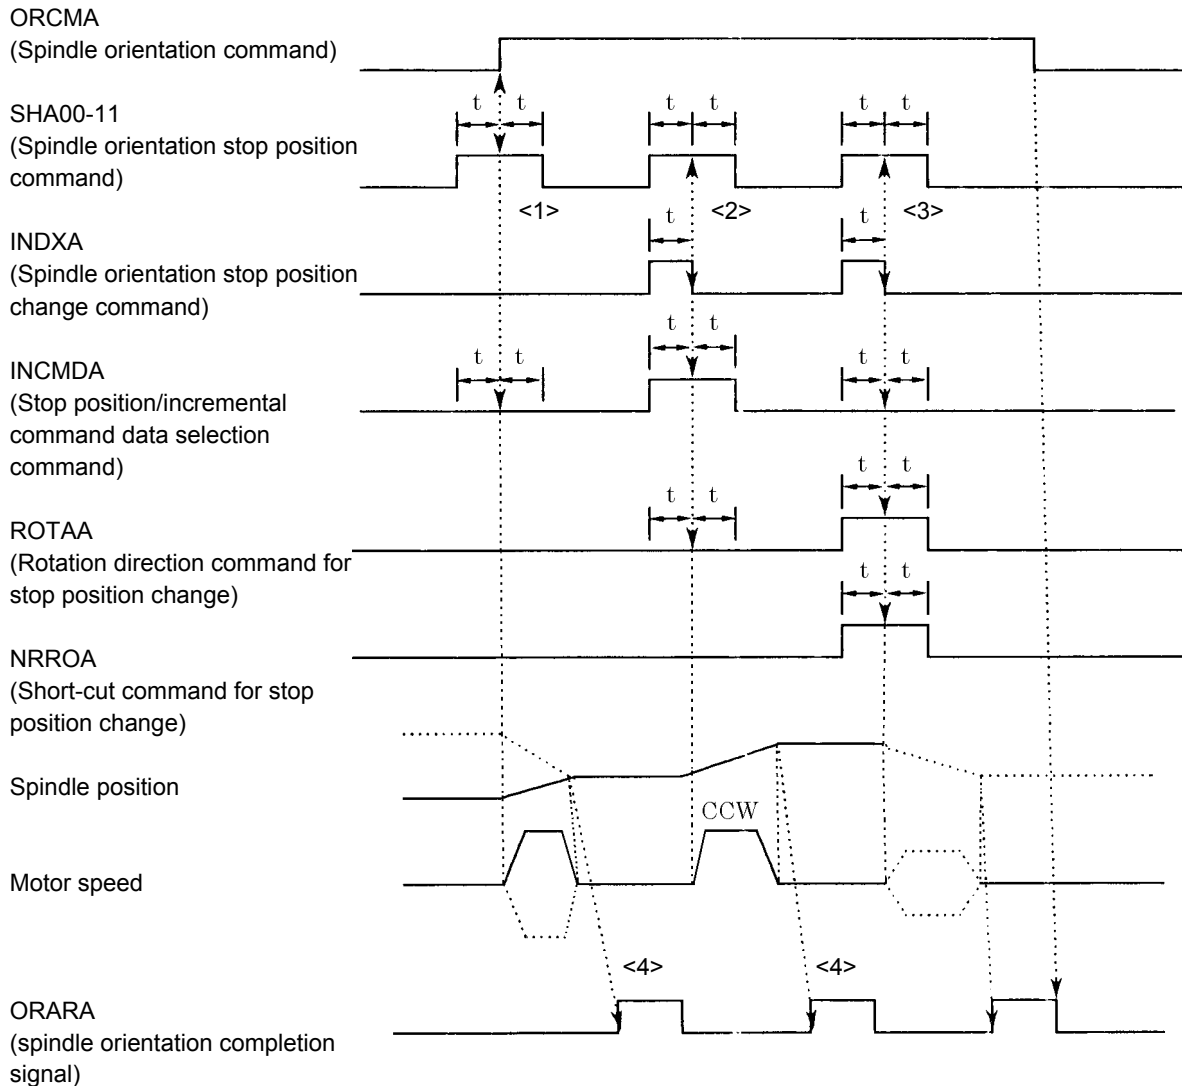 ORCMA
(Spindle orientation command)
SHA00-11
(Spindle orientation stop position
command)
t t
t t
t t
<1>
<2>
<3>
INDXA
(Spindle orientation stop position
change command)
t
t
INCMDA
(Stop position/incremental
command data selection
command)
t t
t t
t t
ROTAA
(Rotation direction command for
stop position change)
t t
t t
NRROA
(Short-cut command for stop
position change)
t t
Spindle position
CCW
Motor speed
<4>
<4>
ORARA
(spindle orientation completion
signal)